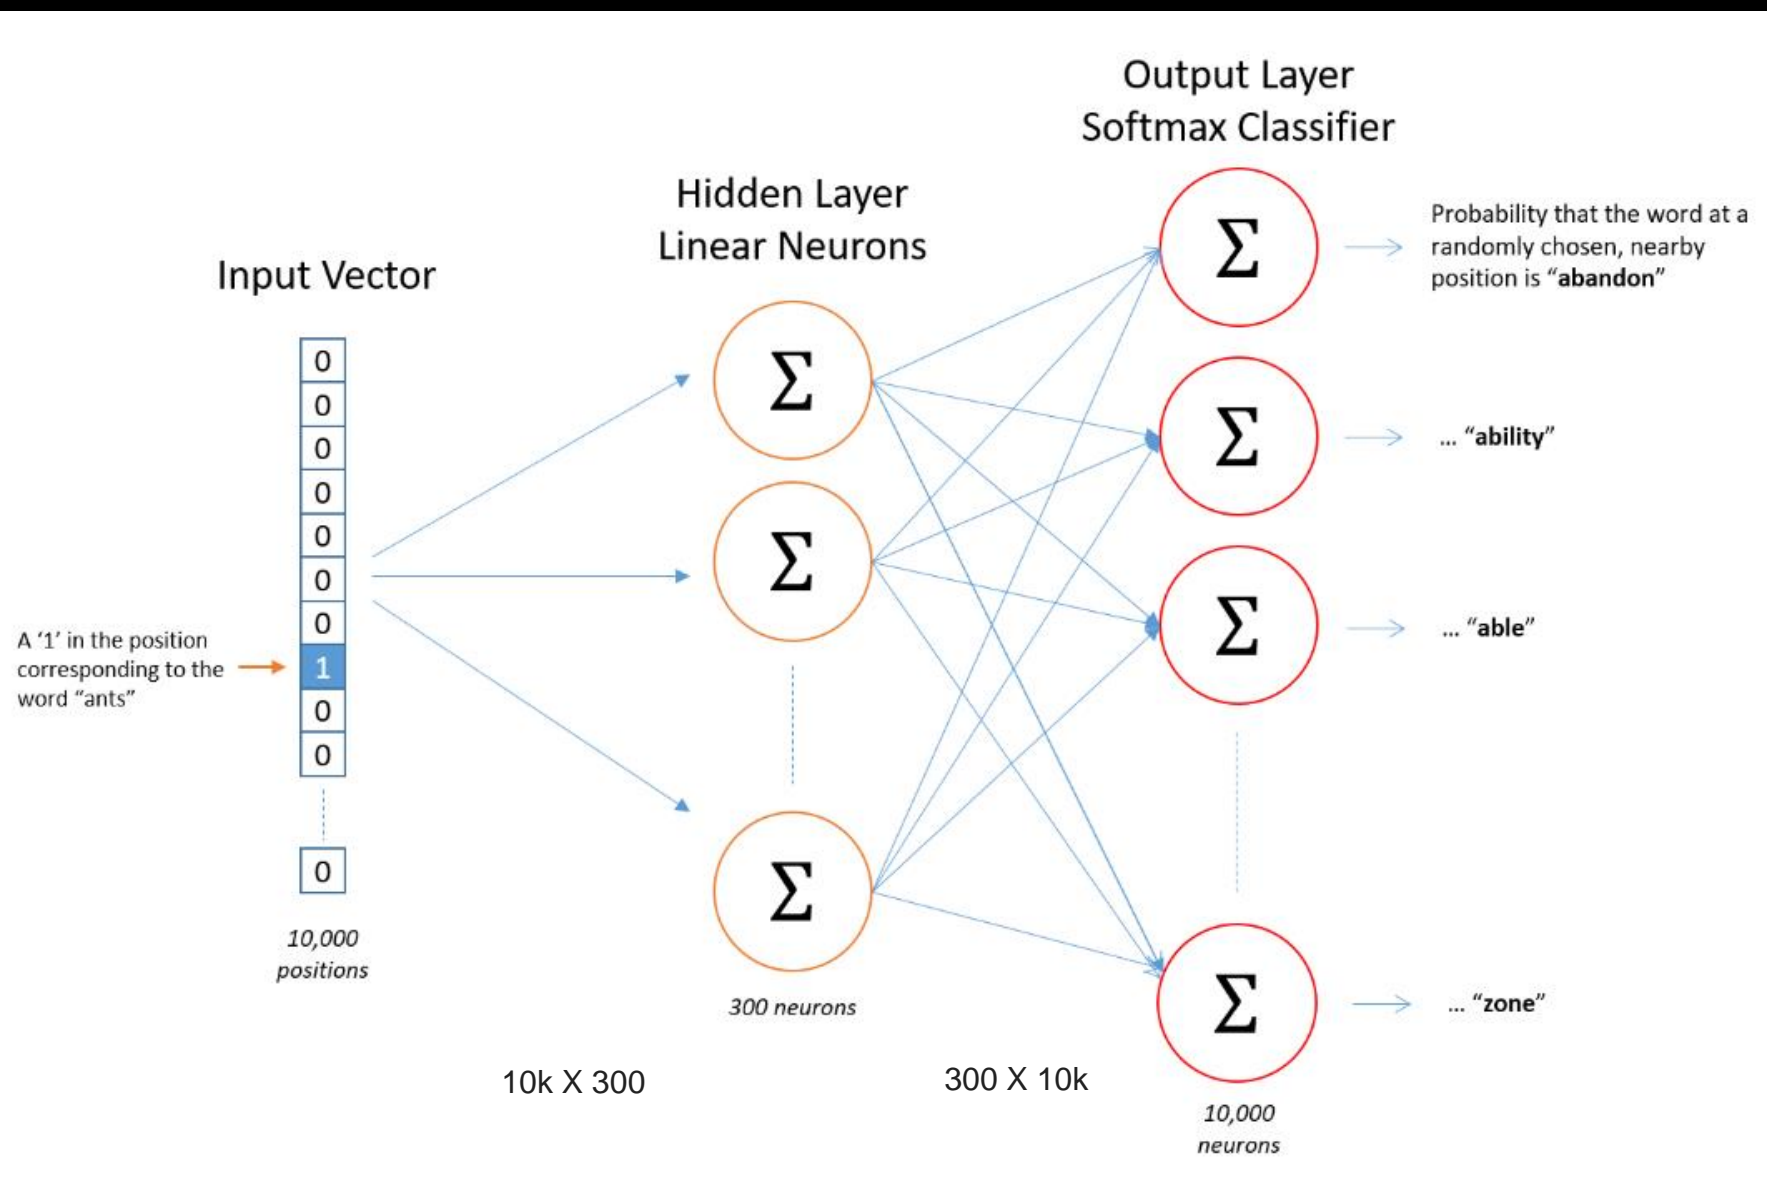 Output Layer
Softmax Classifier
Hidden Layer
Linear Neurons
Input Vector
0
0
0
0
0
0
0
1
0
0
0
A ‘1’ in the position
corresponding to the
word “ants”
10,000
positions
Σ
Σ
Σ
300 neurons
Σ
Σ
Σ
Σ
Probability that the word at a
randomly chosen, nearby
position is “abandon”
... “ability”
... “able”
... “zone”
10k X 300
300 X 10k
10,000
neurons